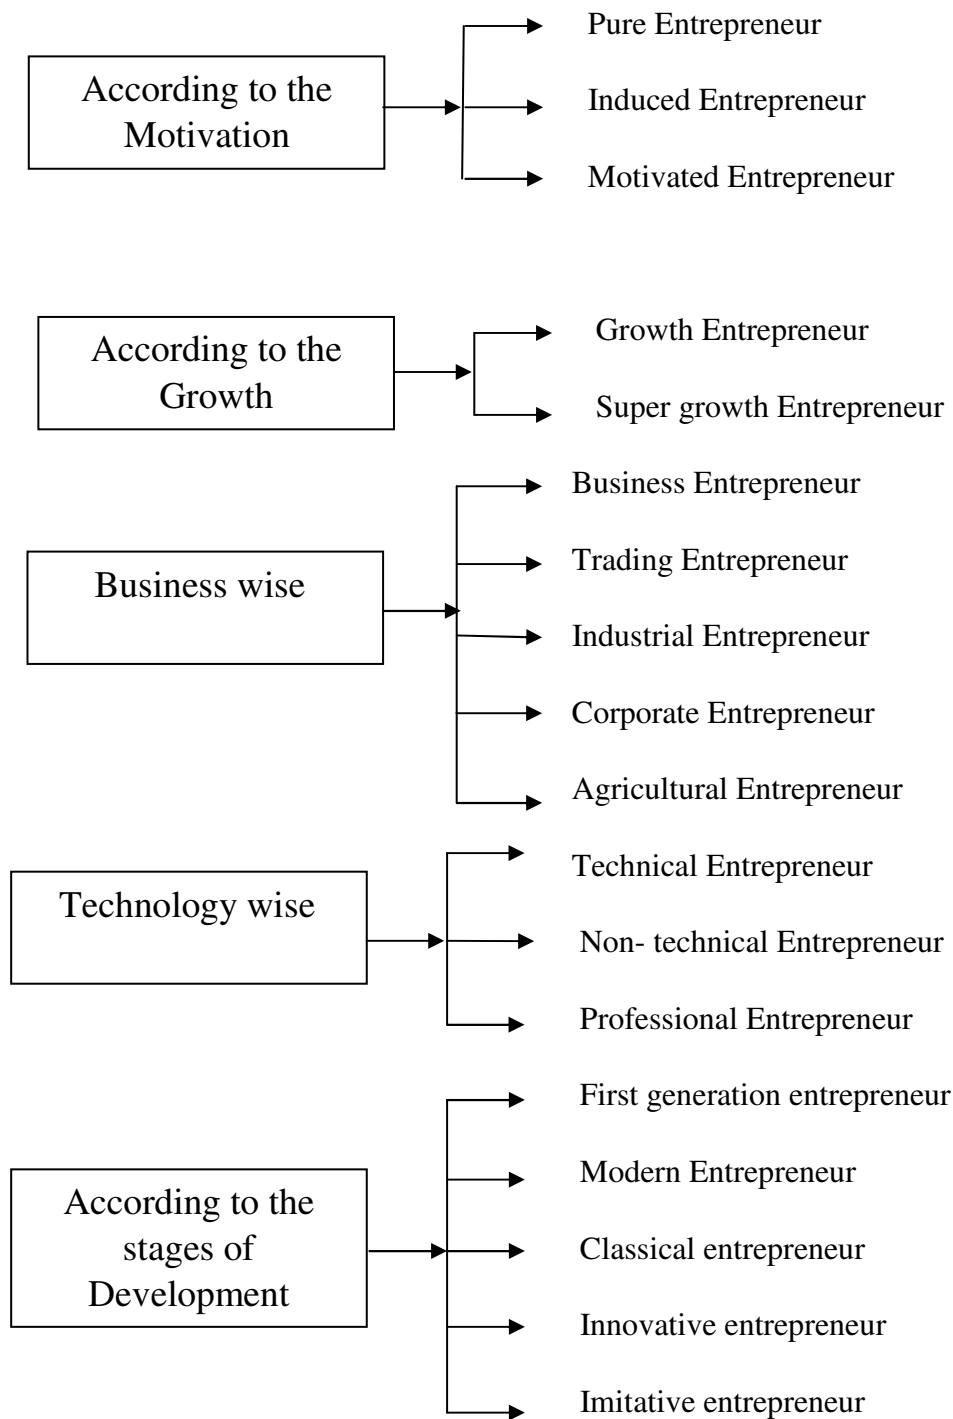 Pure Entrepreneur
According to the
Motivation
Induced Entrepreneur
Motivated Entrepreneur
According to the
Growth
Growth Entrepreneur
Super growth Entrepreneur
Business wise
Business Entrepreneur
Trading Entrepreneur
Industrial Entrepreneur
Corporate Entrepreneur
Agricultural Entrepreneur
Technology wise
Technical Entrepreneur
Non- technical Entrepreneur
Professional Entrepreneur
According to the
stages of
Development
First generation entrepreneur
Modern Entrepreneur
Classical entrepreneur
Innovative entrepreneur
Imitative entrepreneur